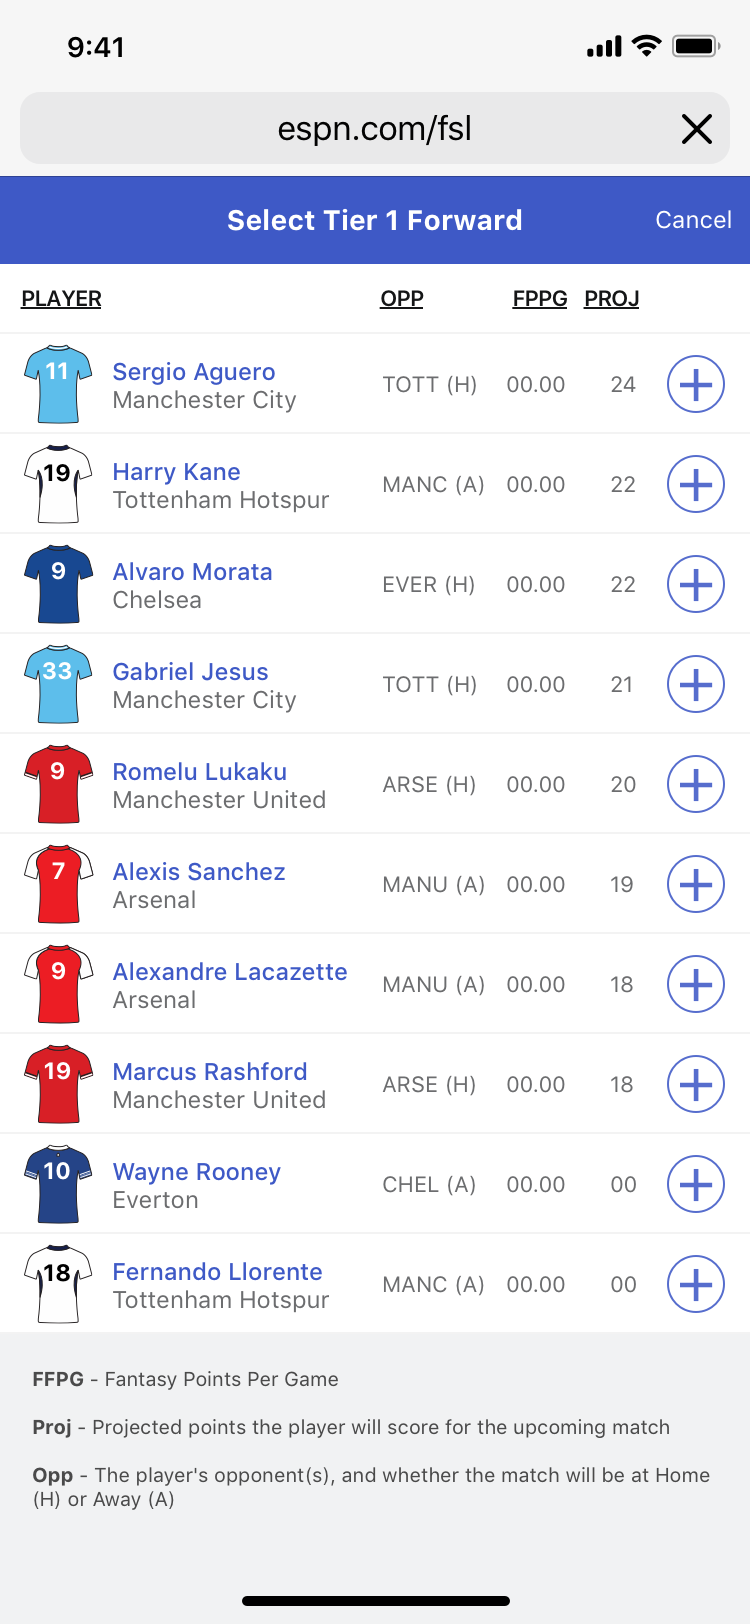 9:41
espn.com/fsl
Select Tier 1 Forward Cancel
PLAYER OPP FPPG PROJ
11 Sergio Aguero
Manchester City TOTT (H) 00.00 24
19 Harry Kane
Tottenham Hotspur MANC (A) 00.00 22
9 Alvaro Morata
Chelsea EVER (H) 00.00 22
33 Gabriel Jesus
Manchester City TOTT (H) 00.00 21
9 Romelu Lukaku
Manchester United ARSE (H) 00.00 20
7 Alexis Sanchez
Arsenal MANU (A) 00.00 19
9 Alexandre Lacazette
Arsenal MANU (A) 00.00 18
19 Marcus Rashford
Manchester United ARSE (H) 00.00 18
10 Wayne Rooney
Everton CHEL (A) 00.00 00
18 Fernando Llorente
Tottenham Hotspur MANC (A) 00.00 00
FFPG - Fantasy Points Per Game
Proj - Projected points the player will score for the upcoming match
Opp - The player's opponent(s), and whether the match will be at Home
(H) or Away (A)